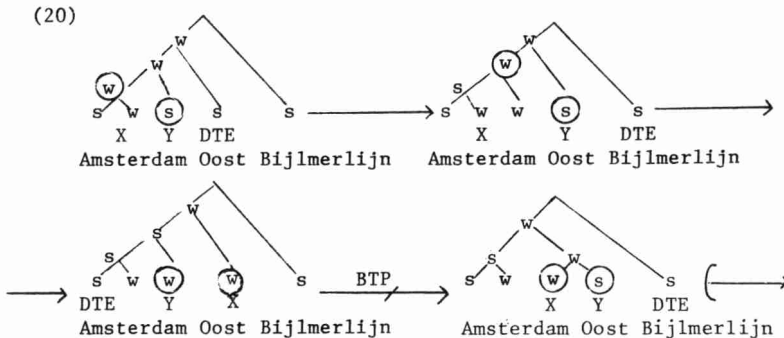 (20)
w w
w w
w s
s w s s s s w w s s
X Y DTE X Y DTE
Amsterdam Oost Bijlmerlijn Amsterdam Oost Bijlmerlijn
w
w
s
s s w
s w w w s BTP s w w s s
DTE Y X X Y DTE
Amsterdam Oost Bijlmerlijn Amsterdam Oost Bijlmerlijn